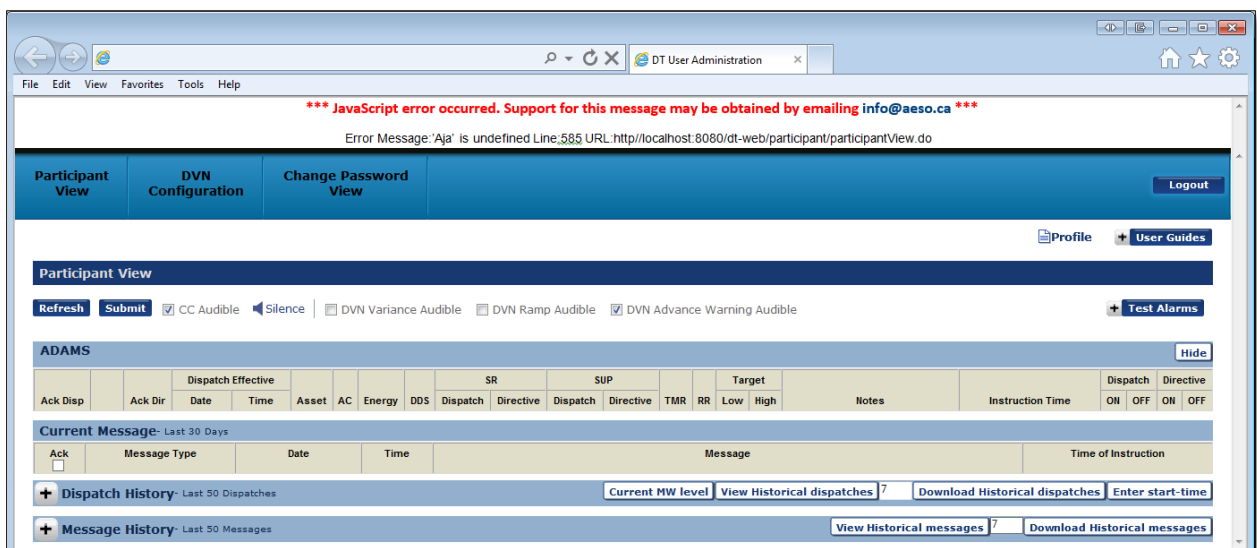 DT User Administration
File Edit View Favorites Tools Help
*** JavaScript error occurred. Support for this message may be obtained by emailing info@aeso.ca ***
Error Message:'Aja' is undefined Line:585 URL:http//localhost:8080/dt-web/participant/participantView.do
Participant View DVN Configuration Change Password View Logout
Profile + User Guides
Participant View
Refresh Submit CC Audible Silence DVN Variance Audible DVN Ramp Audible DVN Advance Warning Audible + Test Alarms
ADAMS Hide
Dispatch Effective SR SUP Target Dispatch Directive
Ack Disp Ack Dir Date Time Asset AC Energy DDS Dispatch Directive Dispatch Directive TMR RR Low High Notes Instruction Time ON OFF ON OFF
Current Message- Last 30 Days
Ack Message Type Date Time Message Time of Instruction
+ Dispatch History- Last 50 Dispatches Current MW level View Historical dispatches 7 Download Historical dispatches Enter start-time
+ Message History- Last 50 Messages View Historical messages 7 Download Historical messages